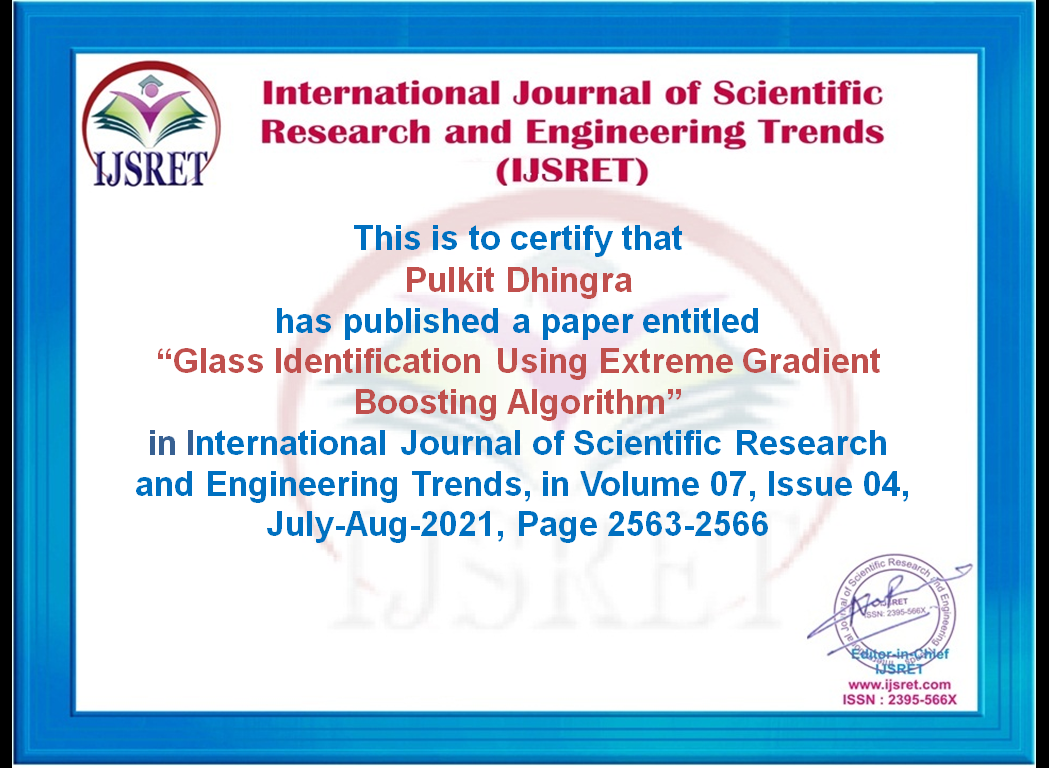 IJSRET
International Journal of Scientific
Research and Engineering Trends
(IJSRET)
This is to certify that
Pulkit Dhingra
has published a paper entitled
“Glass Identification Using Extreme Gradient
Boosting Algorithm”
in International Journal of Scientific Research
and Engineering Trends, in Volume 07, Issue 04,
July-Aug-2021, Page 2563-2566
IJSRET
Journal of Scientific Research and Engineering
IJSRET
ISSN: 2395-566X
Editor-in-Chief
IJSRET
www.ijsret.com
ISSN : 2395-566X